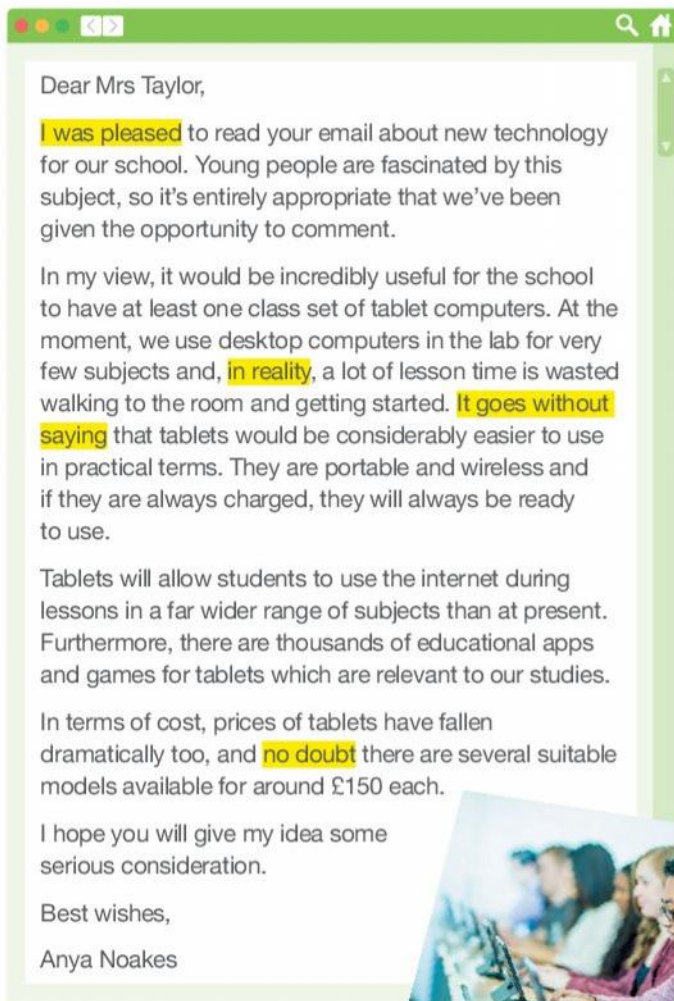 Dear Mrs Taylor,
I was pleased to read your email about new technology
for our school. Young people are fascinated by this
subject, so it's entirely appropriate that we've been
given the opportunity to comment.
In my view, it would be incredibly useful for the school
to have at least one class set of tablet computers. At the
moment, we use desktop computers in the lab for very
few subjects and, in reality, a lot of lesson time is wasted
walking to the room and getting started. It goes without
saying that tablets would be considerably easier to use
in practical terms. They are portable and wireless and
if they are always charged, they will always be ready
to use.
Tablets will allow students to use the internet during
lessons in a far wider range of subjects than at present.
Furthermore, there are thousands of educational apps
and games for tablets which are relevant to our studies.
In terms of cost, prices of tablets have fallen
dramatically too, and no doubt there are several suitable
models available for around £150 each.
I hope you will give my idea some
serious consideration.
Best wishes,
Anya Noakes